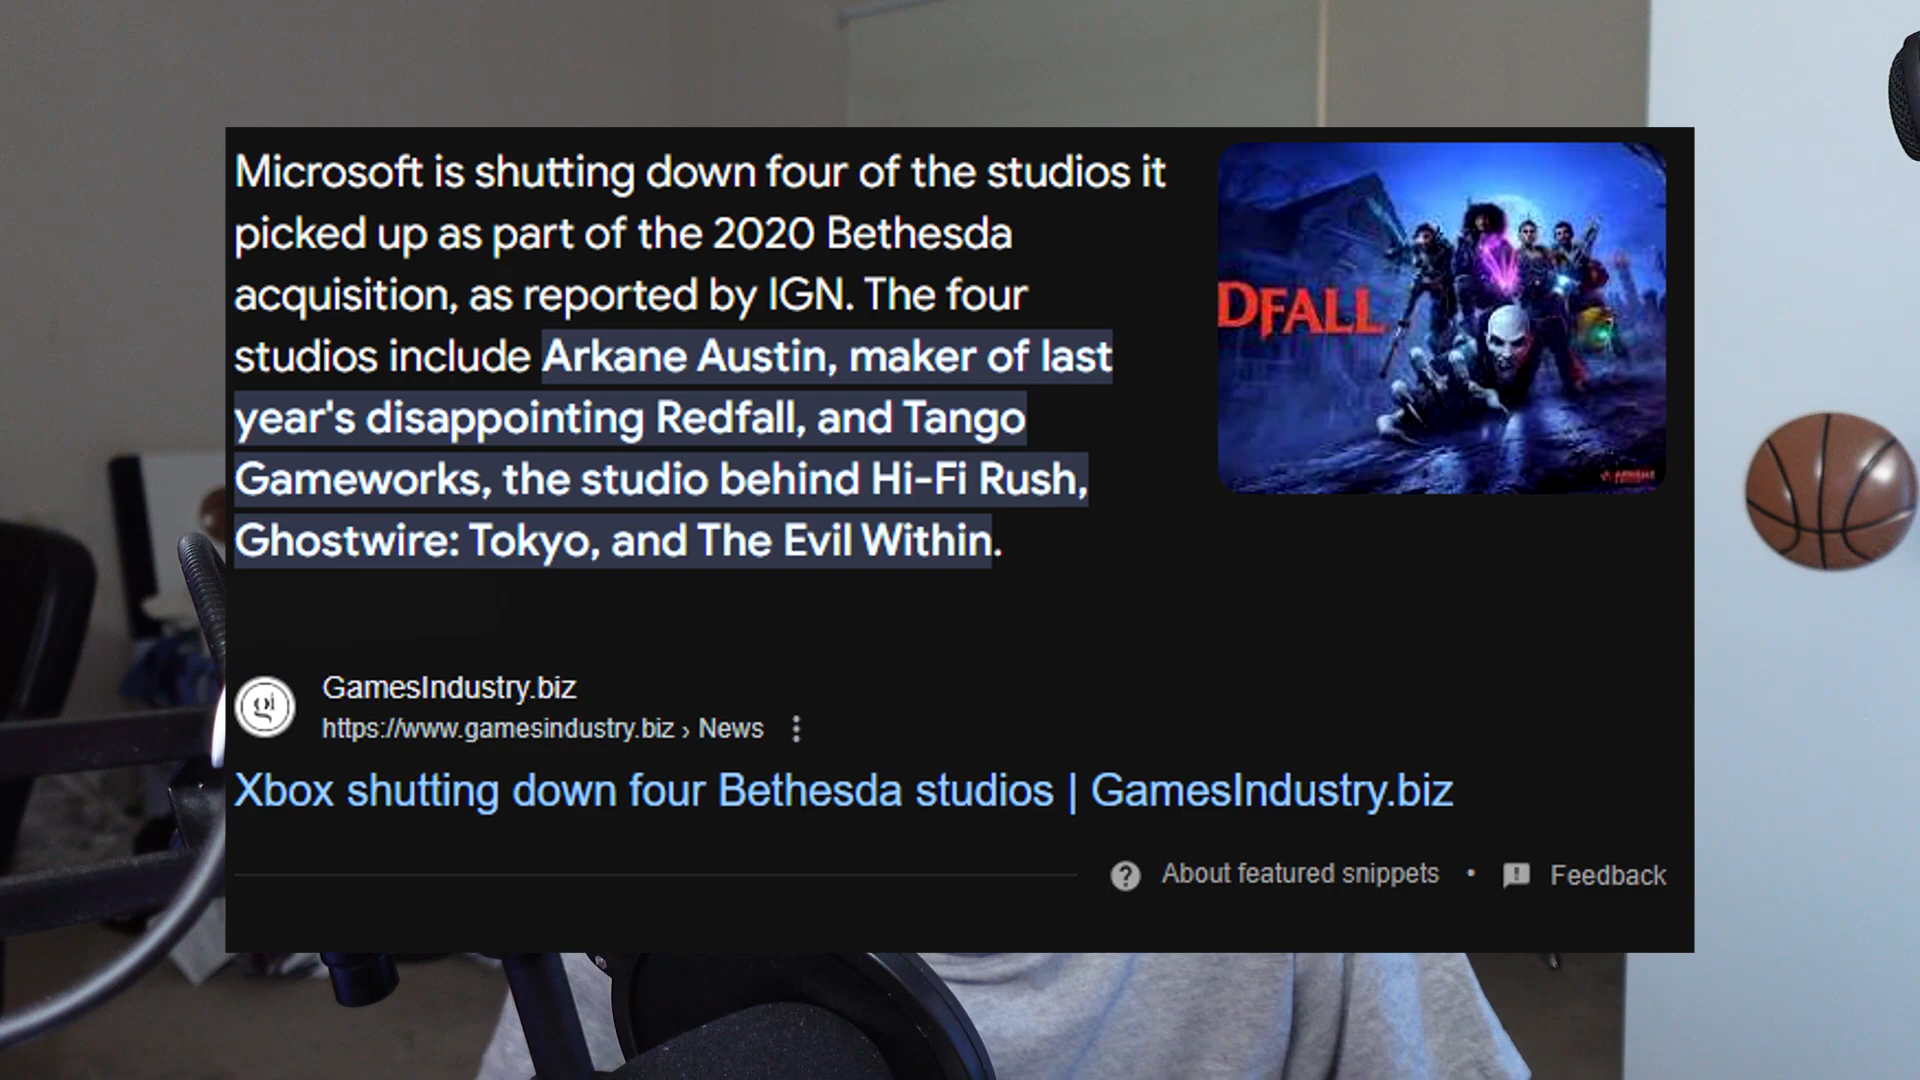 Microsoft is shutting down four of the studios it
picked up as part of the 2020 Bethesda
acquisition, as reported by IGN. The four
studios include Arkane Austin, maker of last
year's disappointing Redfall, and Tango
Gameworks, the studio behind Hi-Fi Rush,
Ghostwire: Tokyo, and The Evil Within.
DFALL
gi
GamesIndustry.biz
https://www.gamesindustry.biz › News
Xbox shutting down four Bethesda studios | GamesIndustry.biz
About featured snippets • Feedback